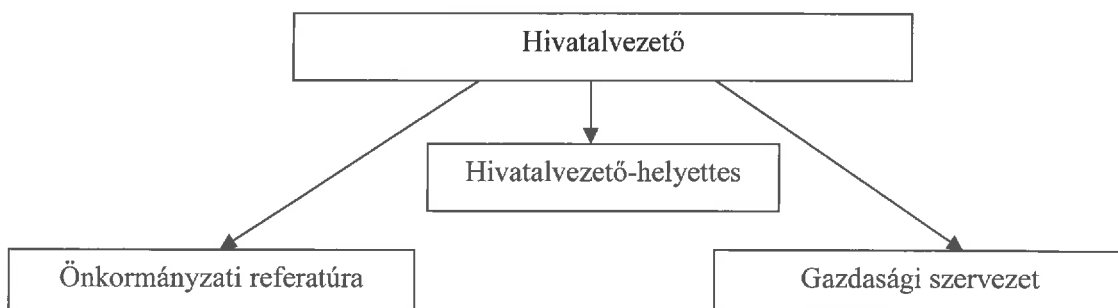 Hivatalvezető
Hivatalvezető-helyettes
Önkormányzati referatúra
Gazdasági szervezet